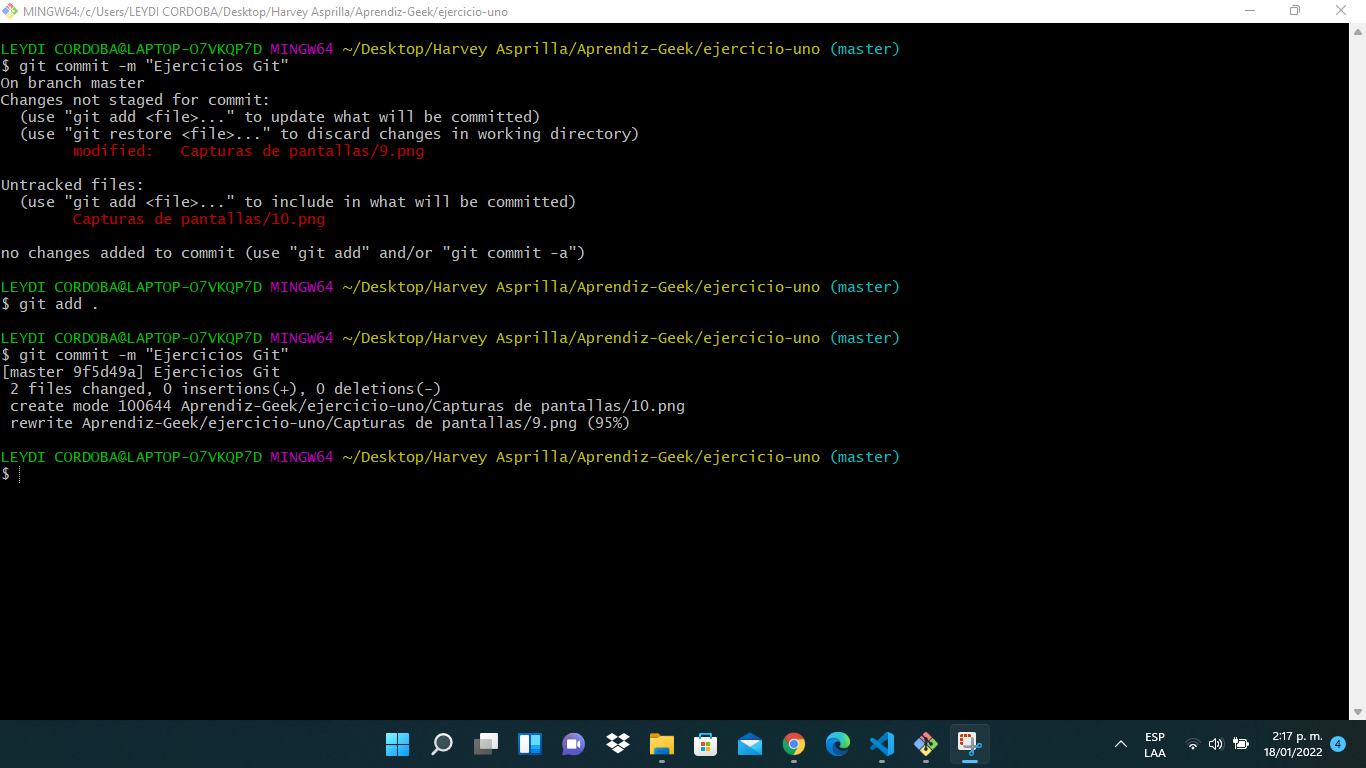 MINGW64:/c/Users/LEYDI CORDOBA/Desktop/Harvey Asprilla/Aprendiz-Geek/ejercicio-uno
LEYDI CORDOBA@LAPTOP-O7VKQP7D MINGW64 ~/Desktop/Harvey Asprilla/Aprendiz-Geek/ejercicio-uno (master)
$ git commit -m "Ejercicios Git"
On branch master
Changes not staged for commit:
  (use "git add <file>..." to update what will be committed)
  (use "git restore <file>..." to discard changes in working directory)
        modified:   Capturas de pantallas/9.png
Untracked files:
  (use "git add <file>..." to include in what will be committed)
        Capturas de pantallas/10.png
no changes added to commit (use "git add" and/or "git commit -a")
LEYDI CORDOBA@LAPTOP-O7VKQP7D MINGW64 ~/Desktop/Harvey Asprilla/Aprendiz-Geek/ejercicio-uno (master)
$ git add .
LEYDI CORDOBA@LAPTOP-O7VKQP7D MINGW64 ~/Desktop/Harvey Asprilla/Aprendiz-Geek/ejercicio-uno (master)
$ git commit -m "Ejercicios Git"
[master 9f5d49a] Ejercicios Git
 2 files changed, 0 insertions(+), 0 deletions(-)
 create mode 100644 Aprendiz-Geek/ejercicio-uno/Capturas de pantallas/10.png
 rewrite Aprendiz-Geek/ejercicio-uno/Capturas de pantallas/9.png (95%)
LEYDI CORDOBA@LAPTOP-O7VKQP7D MINGW64 ~/Desktop/Harvey Asprilla/Aprendiz-Geek/ejercicio-uno (master)
$
ESP
LAA
2:17 p. m.
18/01/2022
4